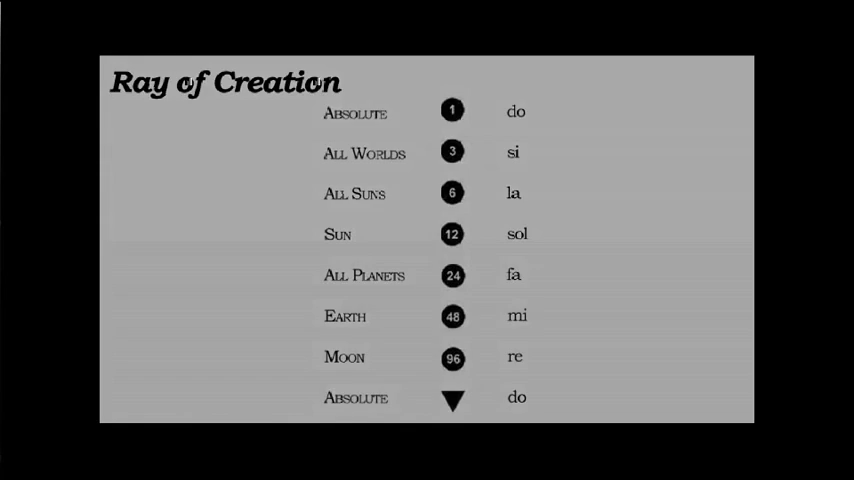 Ray of Creation
Absolute 1 do
All Worlds 3 si
All Suns 6 la
Sun 12 sol
All Planets 24 fa
Earth 48 mi
Moon 96 re
Absolute do